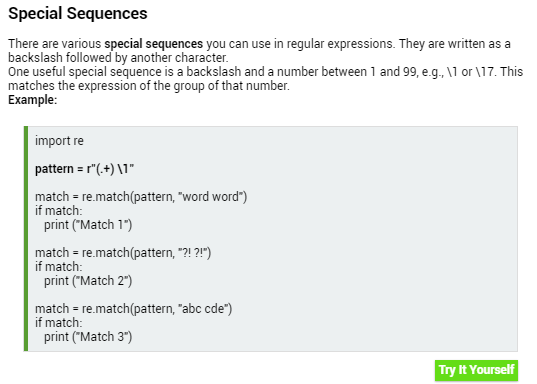 Special Sequences
There are various special sequences you can use in regular expressions. They are written as a
backslash followed by another character.
One useful special sequence is a backslash and a number between 1 and 99, e.g., \1 or \17. This
matches the expression of the group of that number.
Example:
import re
pattern = r"(.+) \1"
match = re.match(pattern, "word word")
if match:
   print ("Match 1")
match = re.match(pattern, "?! ?!")
if match:
   print ("Match 2")
match = re.match(pattern, "abc cde")
if match:
   print ("Match 3")
Try It Yourself